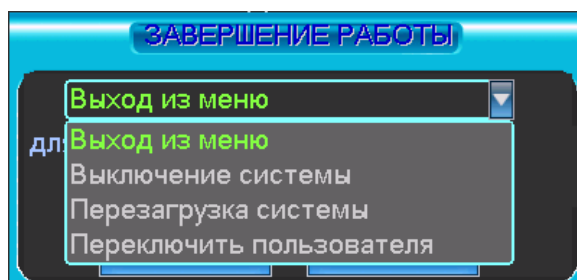 ЗАВЕРШЕНИЕ РАБОТЫ
Выход из меню
Выход из меню
Выключение системы
Перезагрузка системы
Переключить пользователя